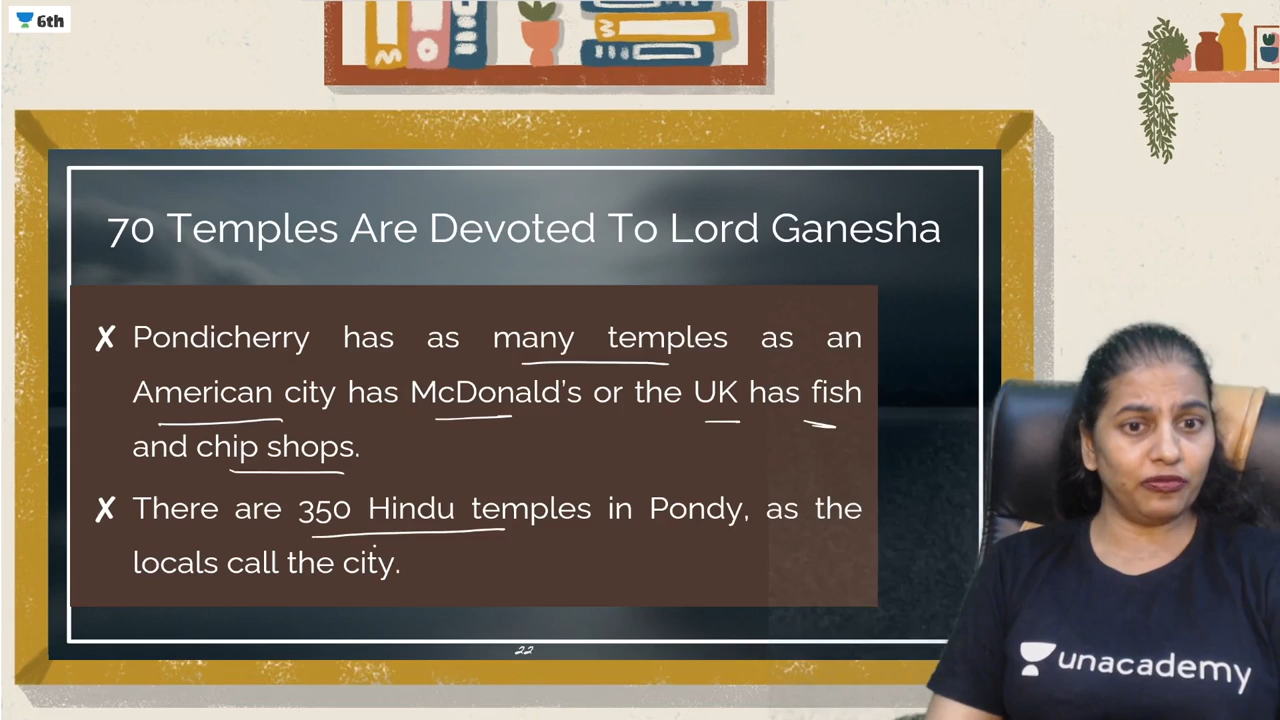 6th
70 Temples Are Devoted To Lord Ganesha
✗ Pondicherry has as many temples as an
American city has McDonald's or the UK has fish
and chip shops.
✗ There are 350 Hindu temples in Pondy, as the
locals call the city.
22
unacademy